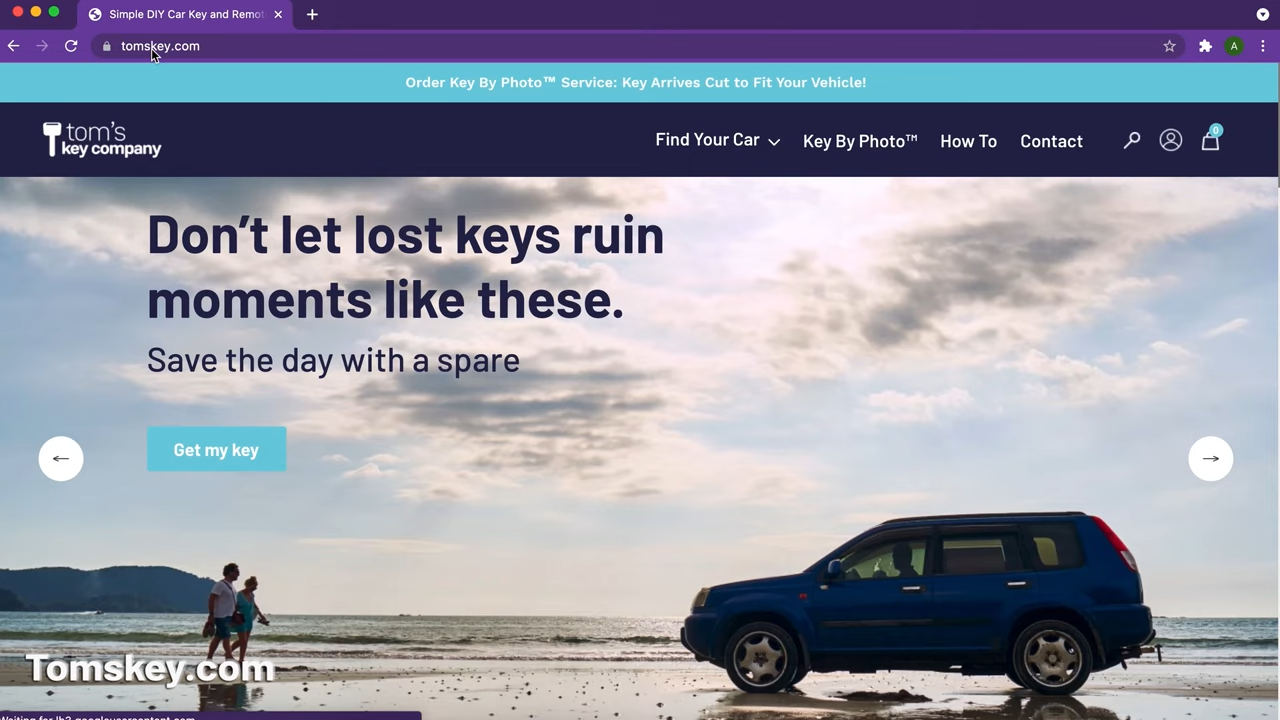 Simple DIY Car Key and Remot
tomskey.com
A
Order Key By Photo™ Service: Key Arrives Cut to Fit Your Vehicle!
tom's
key company
Find Your Car
Key By Photo™
How To
Contact
0
Don't let lost keys ruin
moments like these.
Save the day with a spare
Get my key
Tomskey.com